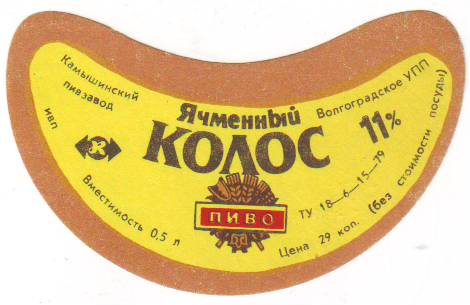 Камышинский
пивзавод
ивп
Вместимость 0,5 л
Ячменный
КОЛОС
ПИВО
Волгоградское УПП
11%
ТУ 18—6—15—79
Цена 29 коп. (без стоимости посуды)